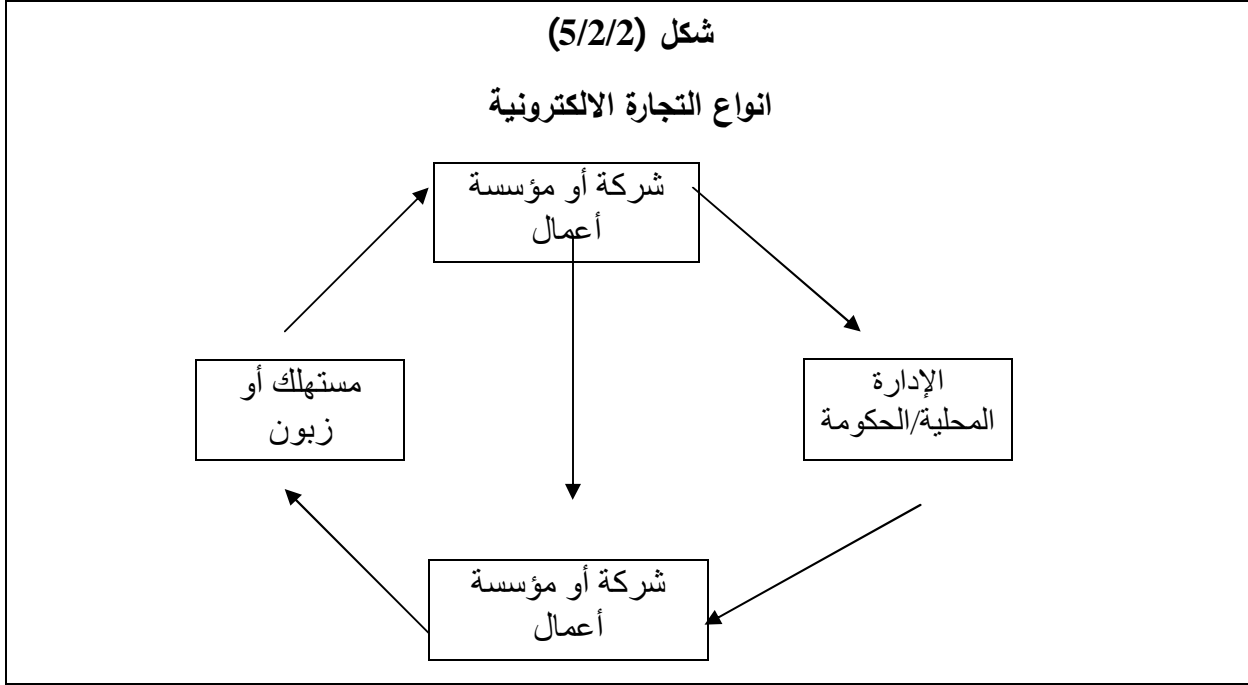 شكل (5/2/2)
انواع التجارة الالكترونية
شركة أو مؤسسة
أعمال
الإدارة
المحلية/الحكومة
مستهلك أو
زبون
شركة أو مؤسسة
أعمال